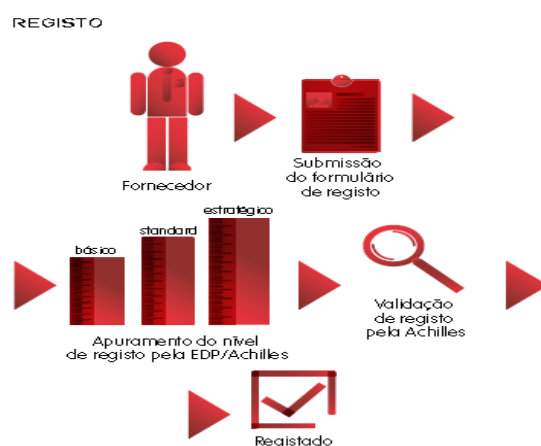 REGISTO
Fornecedor
Submissão
do formulário
de registo
básico
standard
estratégico
Apuramento do nível
de registo pela EDP/Achilles
Validação
de registo
pela Achilles
Registado